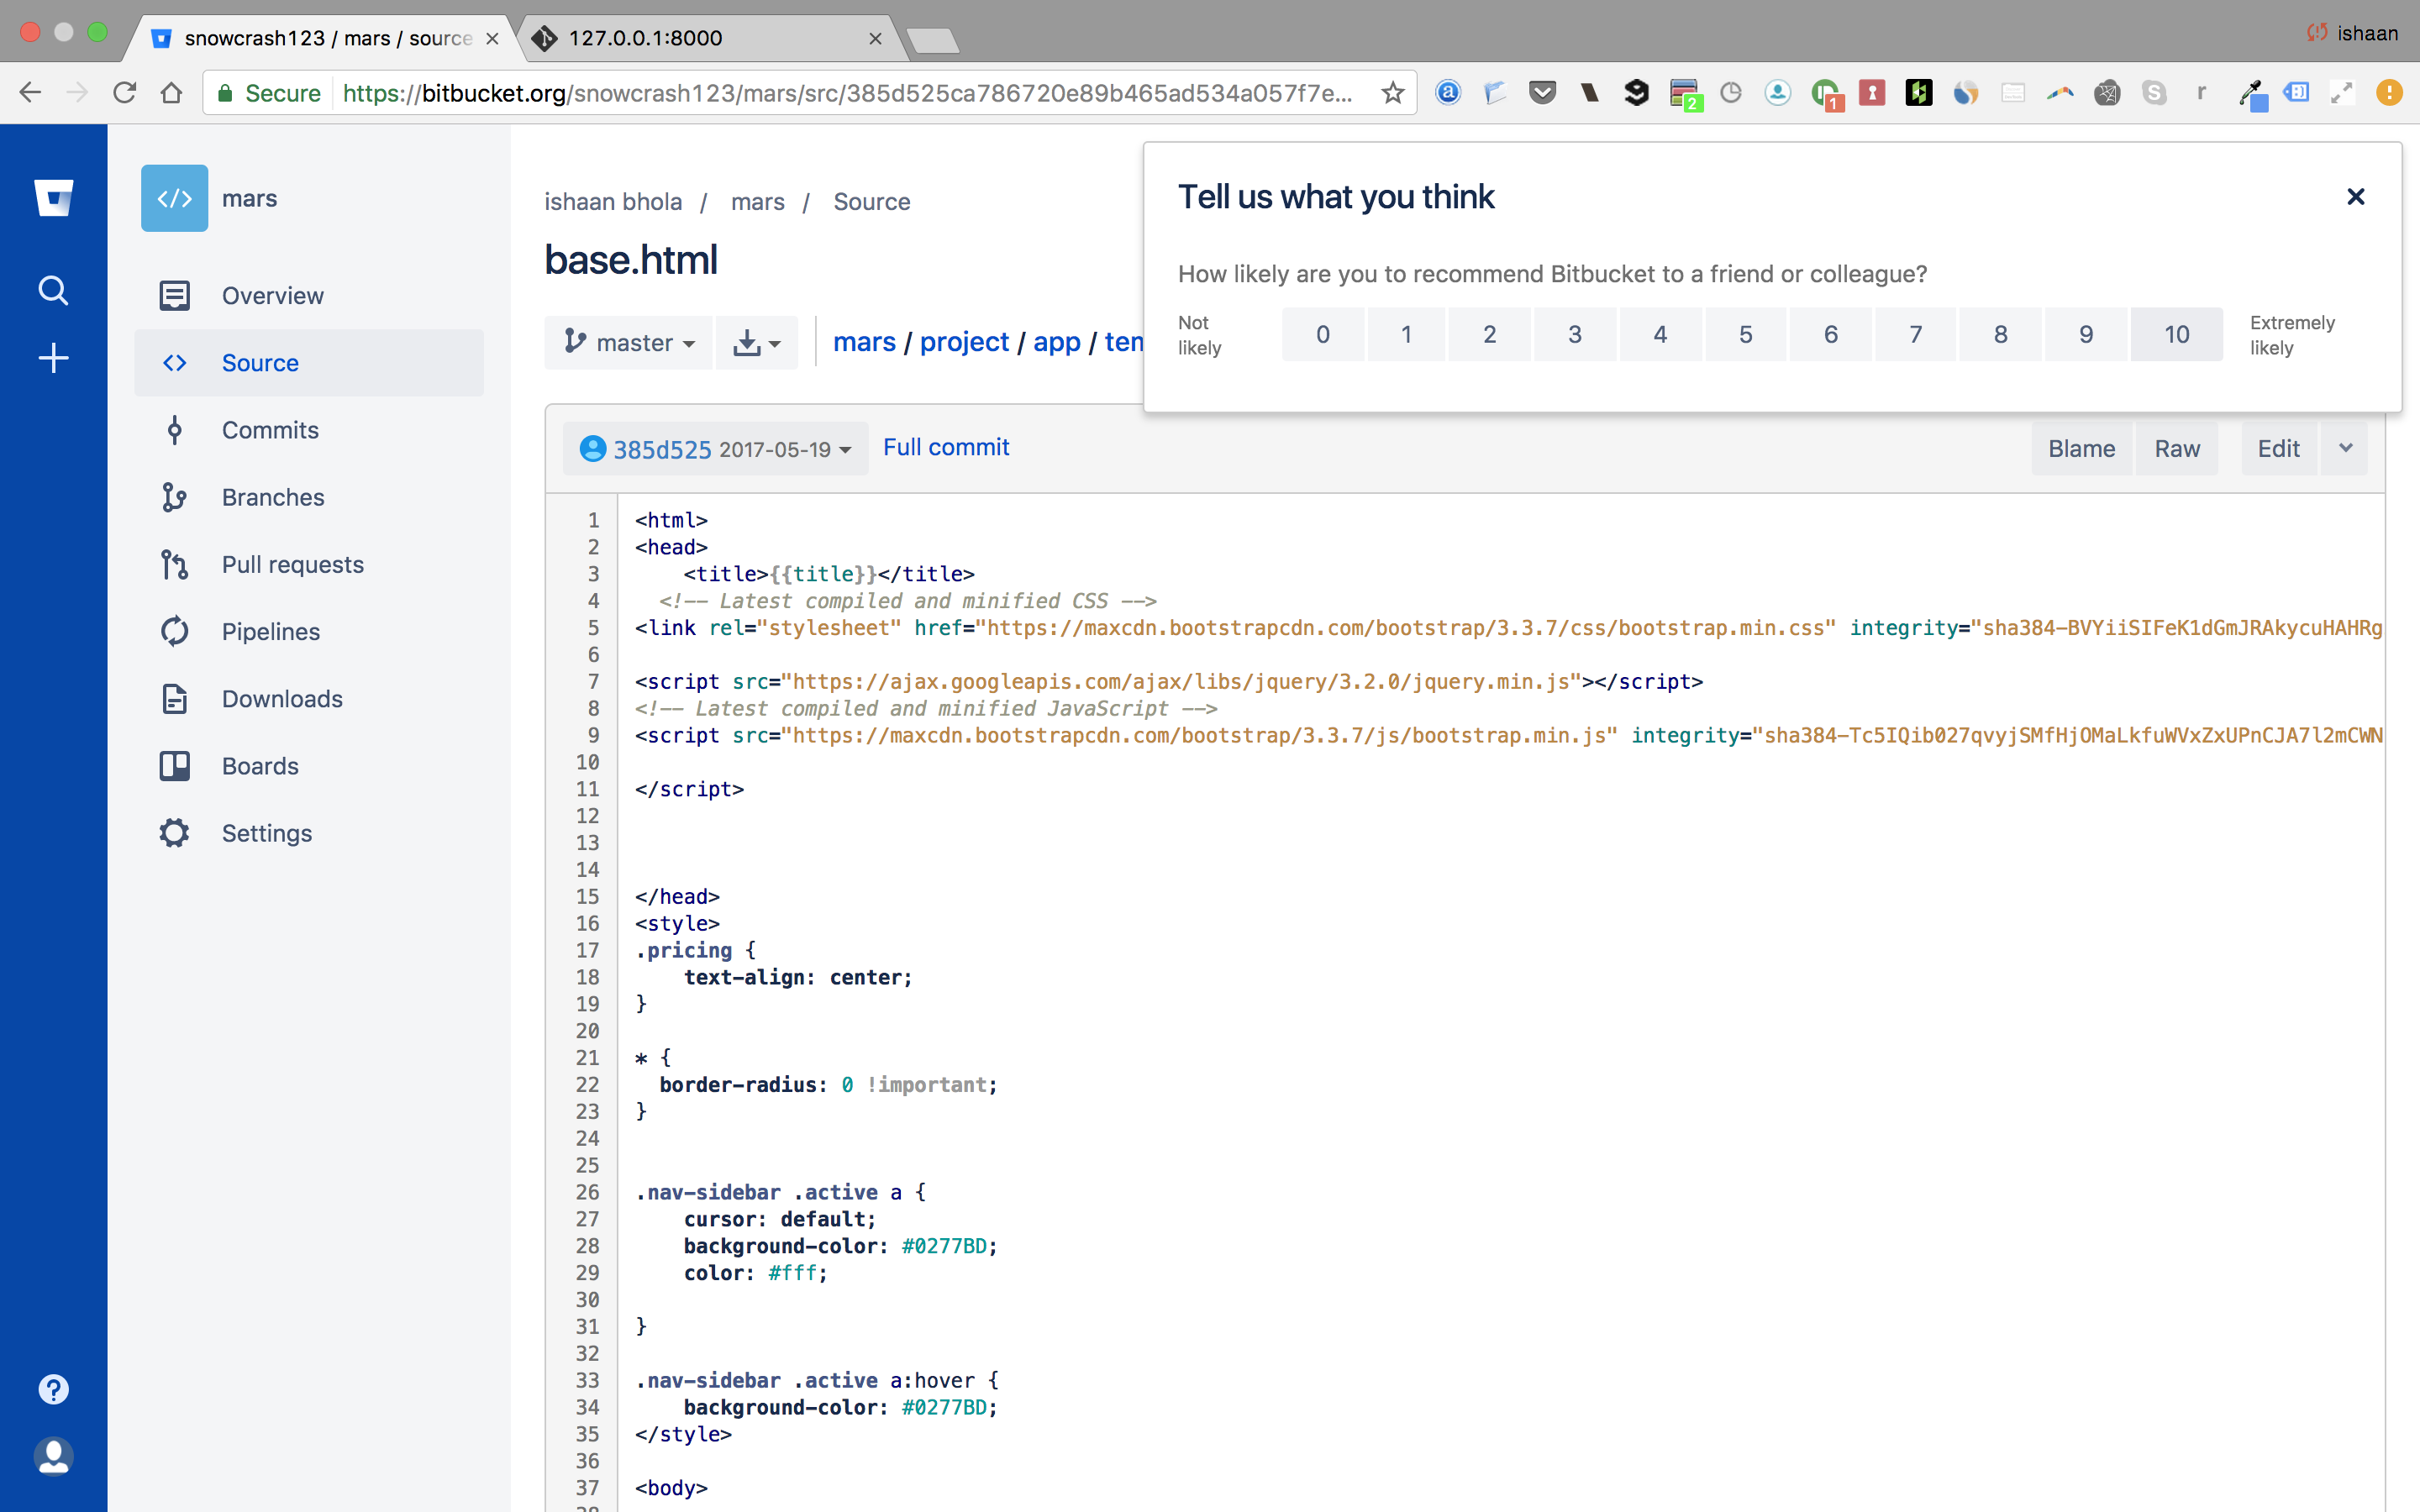 snowcrash123 / mars / source
127.0.0.1:8000
ishaan
Secure
https://bitbucket.org/snowcrash123/mars/src/385d525ca786720e89b465ad534a057f7e...
2
1
mars
Overview
Source
Commits
Branches
Pull requests
Pipelines
Downloads
Boards
Settings
ishaan bhola / mars / Source
base.html
master
mars / project / app / ten
Tell us what you think
How likely are you to recommend Bitbucket to a friend or colleague?
Not likely
0 1 2 3 4 5 6 7 8 9 10
Extremely likely
385d525 2017-05-19
Full commit
Blame
Raw
Edit
1 <html>
2 <head>
3     <title>{{title}}</title>
4   <!-- Latest compiled and minified CSS -->
5 <link rel="stylesheet" href="https://maxcdn.bootstrapcdn.com/bootstrap/3.3.7/css/bootstrap.min.css" integrity="sha384-BVYiiSIFeK1dGmJRAkycuHAHRg
6
7 <script src="https://ajax.googleapis.com/ajax/libs/jquery/3.2.0/jquery.min.js"></script>
8 <!-- Latest compiled and minified JavaScript -->
9 <script src="https://maxcdn.bootstrapcdn.com/bootstrap/3.3.7/js/bootstrap.min.js" integrity="sha384-Tc5IQib027qvyjSMfHjOMaLkfuWVxZxUPnCJA7l2mCWN
10
11 </script>
12
13
14
15 </head>
16 <style>
17 .pricing {
18     text-align: center;
19 }
20
21 * {
22   border-radius: 0 !important;
23 }
24
25
26 .nav-sidebar .active a {
27     cursor: default;
28     background-color: #0277BD;
29     color: #fff;
30
31 }
32
33 .nav-sidebar .active a:hover {
34     background-color: #0277BD;
35 </style>
36
37 <body>